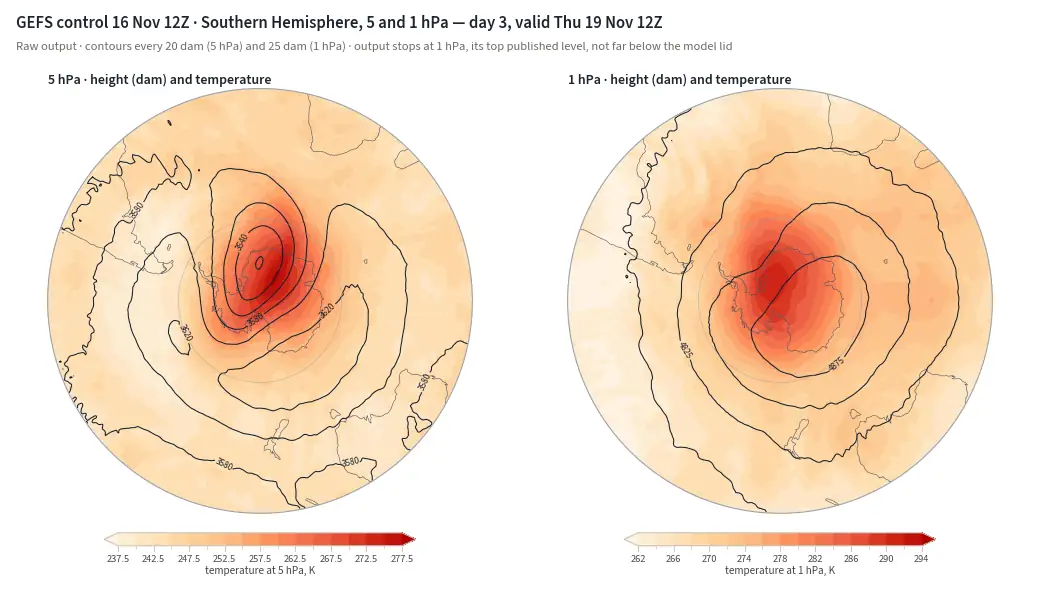 GEFS control 16 Nov 12Z · Southern Hemisphere, 5 and 1 hPa — day 3, valid Thu 19 Nov 12Z
Raw output · contours every 20 dam (5 hPa) and 25 dam (1 hPa) · output stops at 1 hPa, its top published level, not far below the model lid
5 hPa · height (dam) and temperature
1 hPa · height (dam) and temperature
3580
3640
3580
3620
3620
3580
3580
3580
4825
4875
237.5 242.5 247.5 252.5 257.5 262.5 267.5 272.5 277.5
temperature at 5 hPa, K
262 266 270 274 278 282 286 290 294
temperature at 1 hPa, K